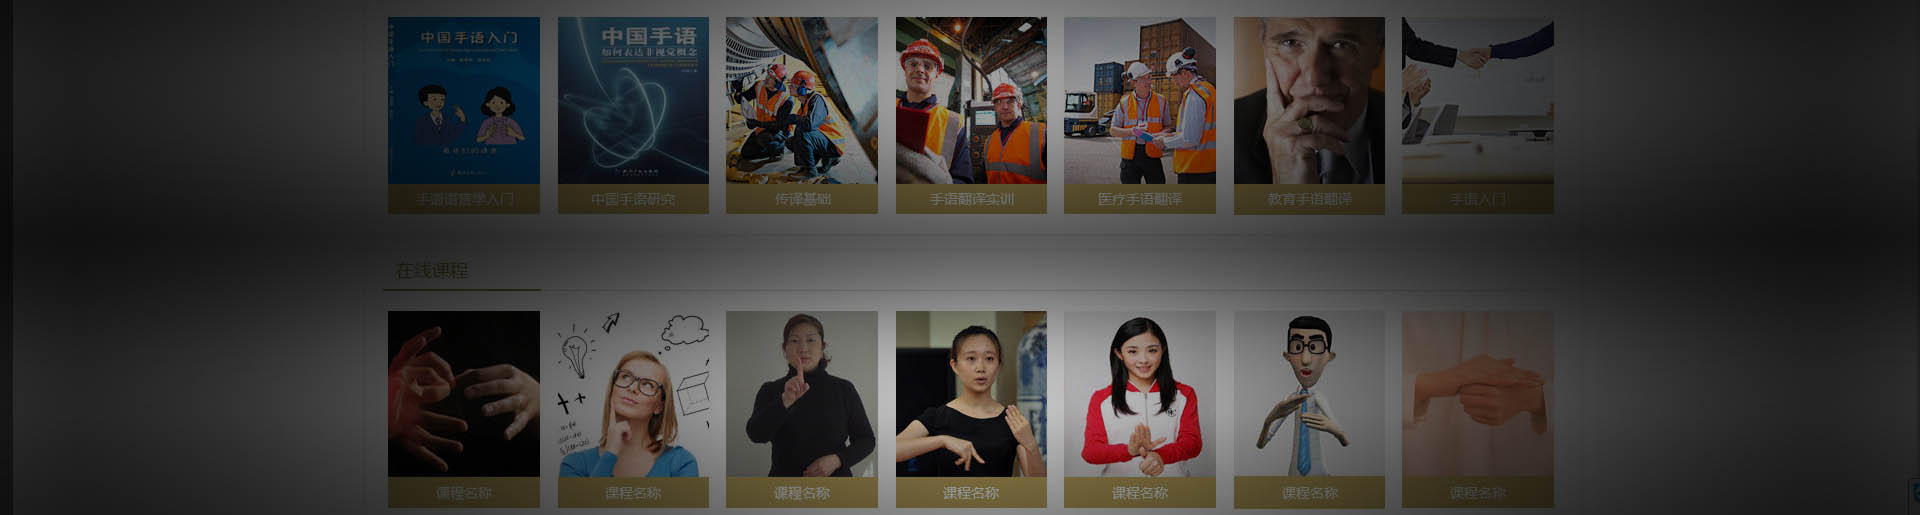 中国手语入门
中国手语
如何表达非视觉概念
手语语言学入门
中国手语研究
传译基础
手语翻译实训
医疗手语翻译
教育手语翻译
手语入门
在线课程
课程名称
课程名称
课程名称
课程名称
课程名称
课程名称
课程名称